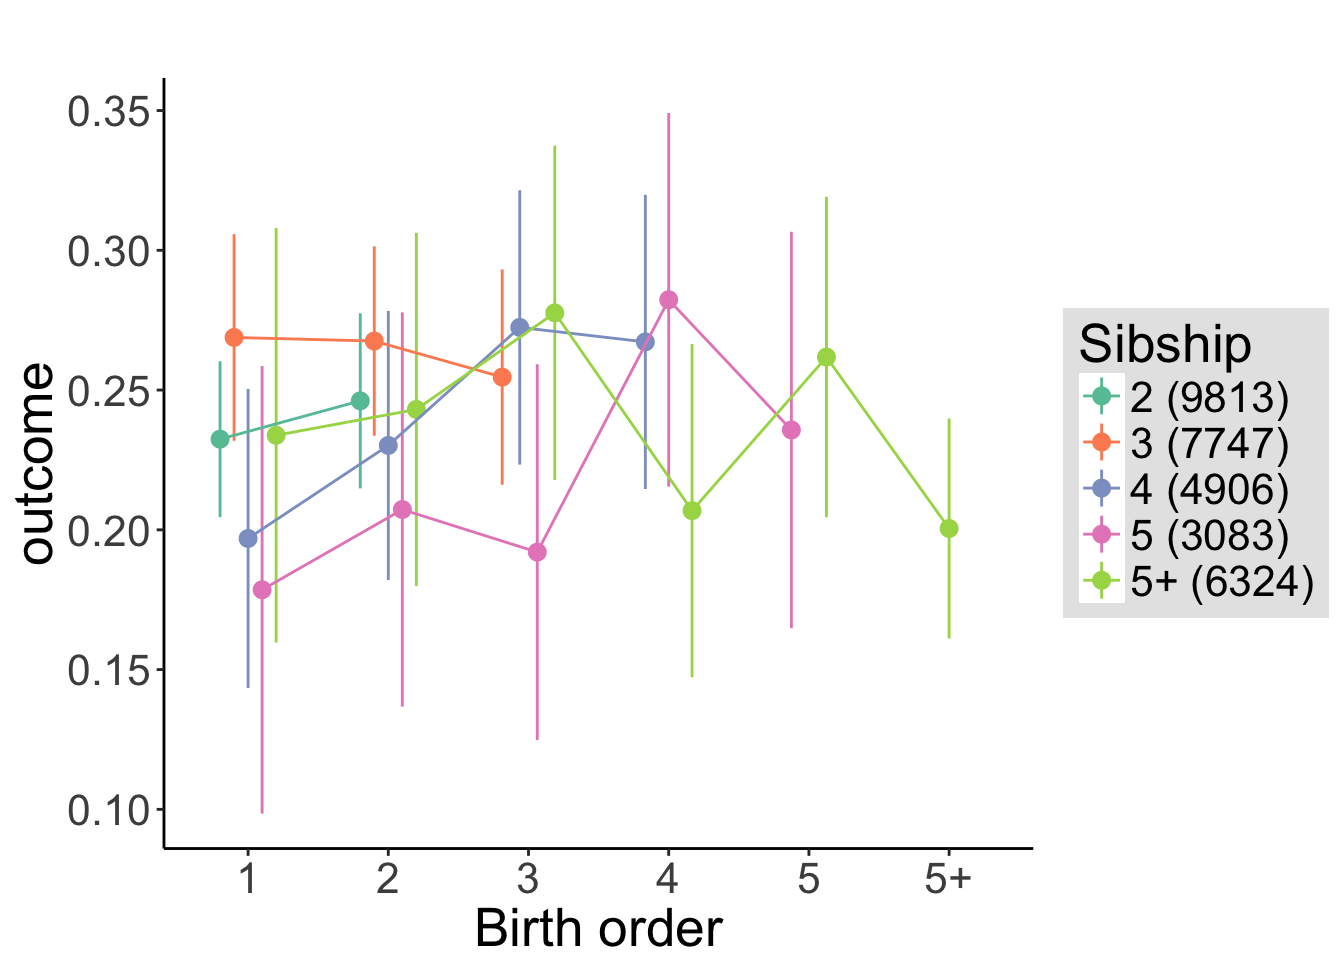 0.35
0.30
0.25
0.20
0.15
0.10
outcome
1 2 3 4 5 5+
Birth order
Sibship
2 (9813)
3 (7747)
4 (4906)
5 (3083)
5+ (6324)